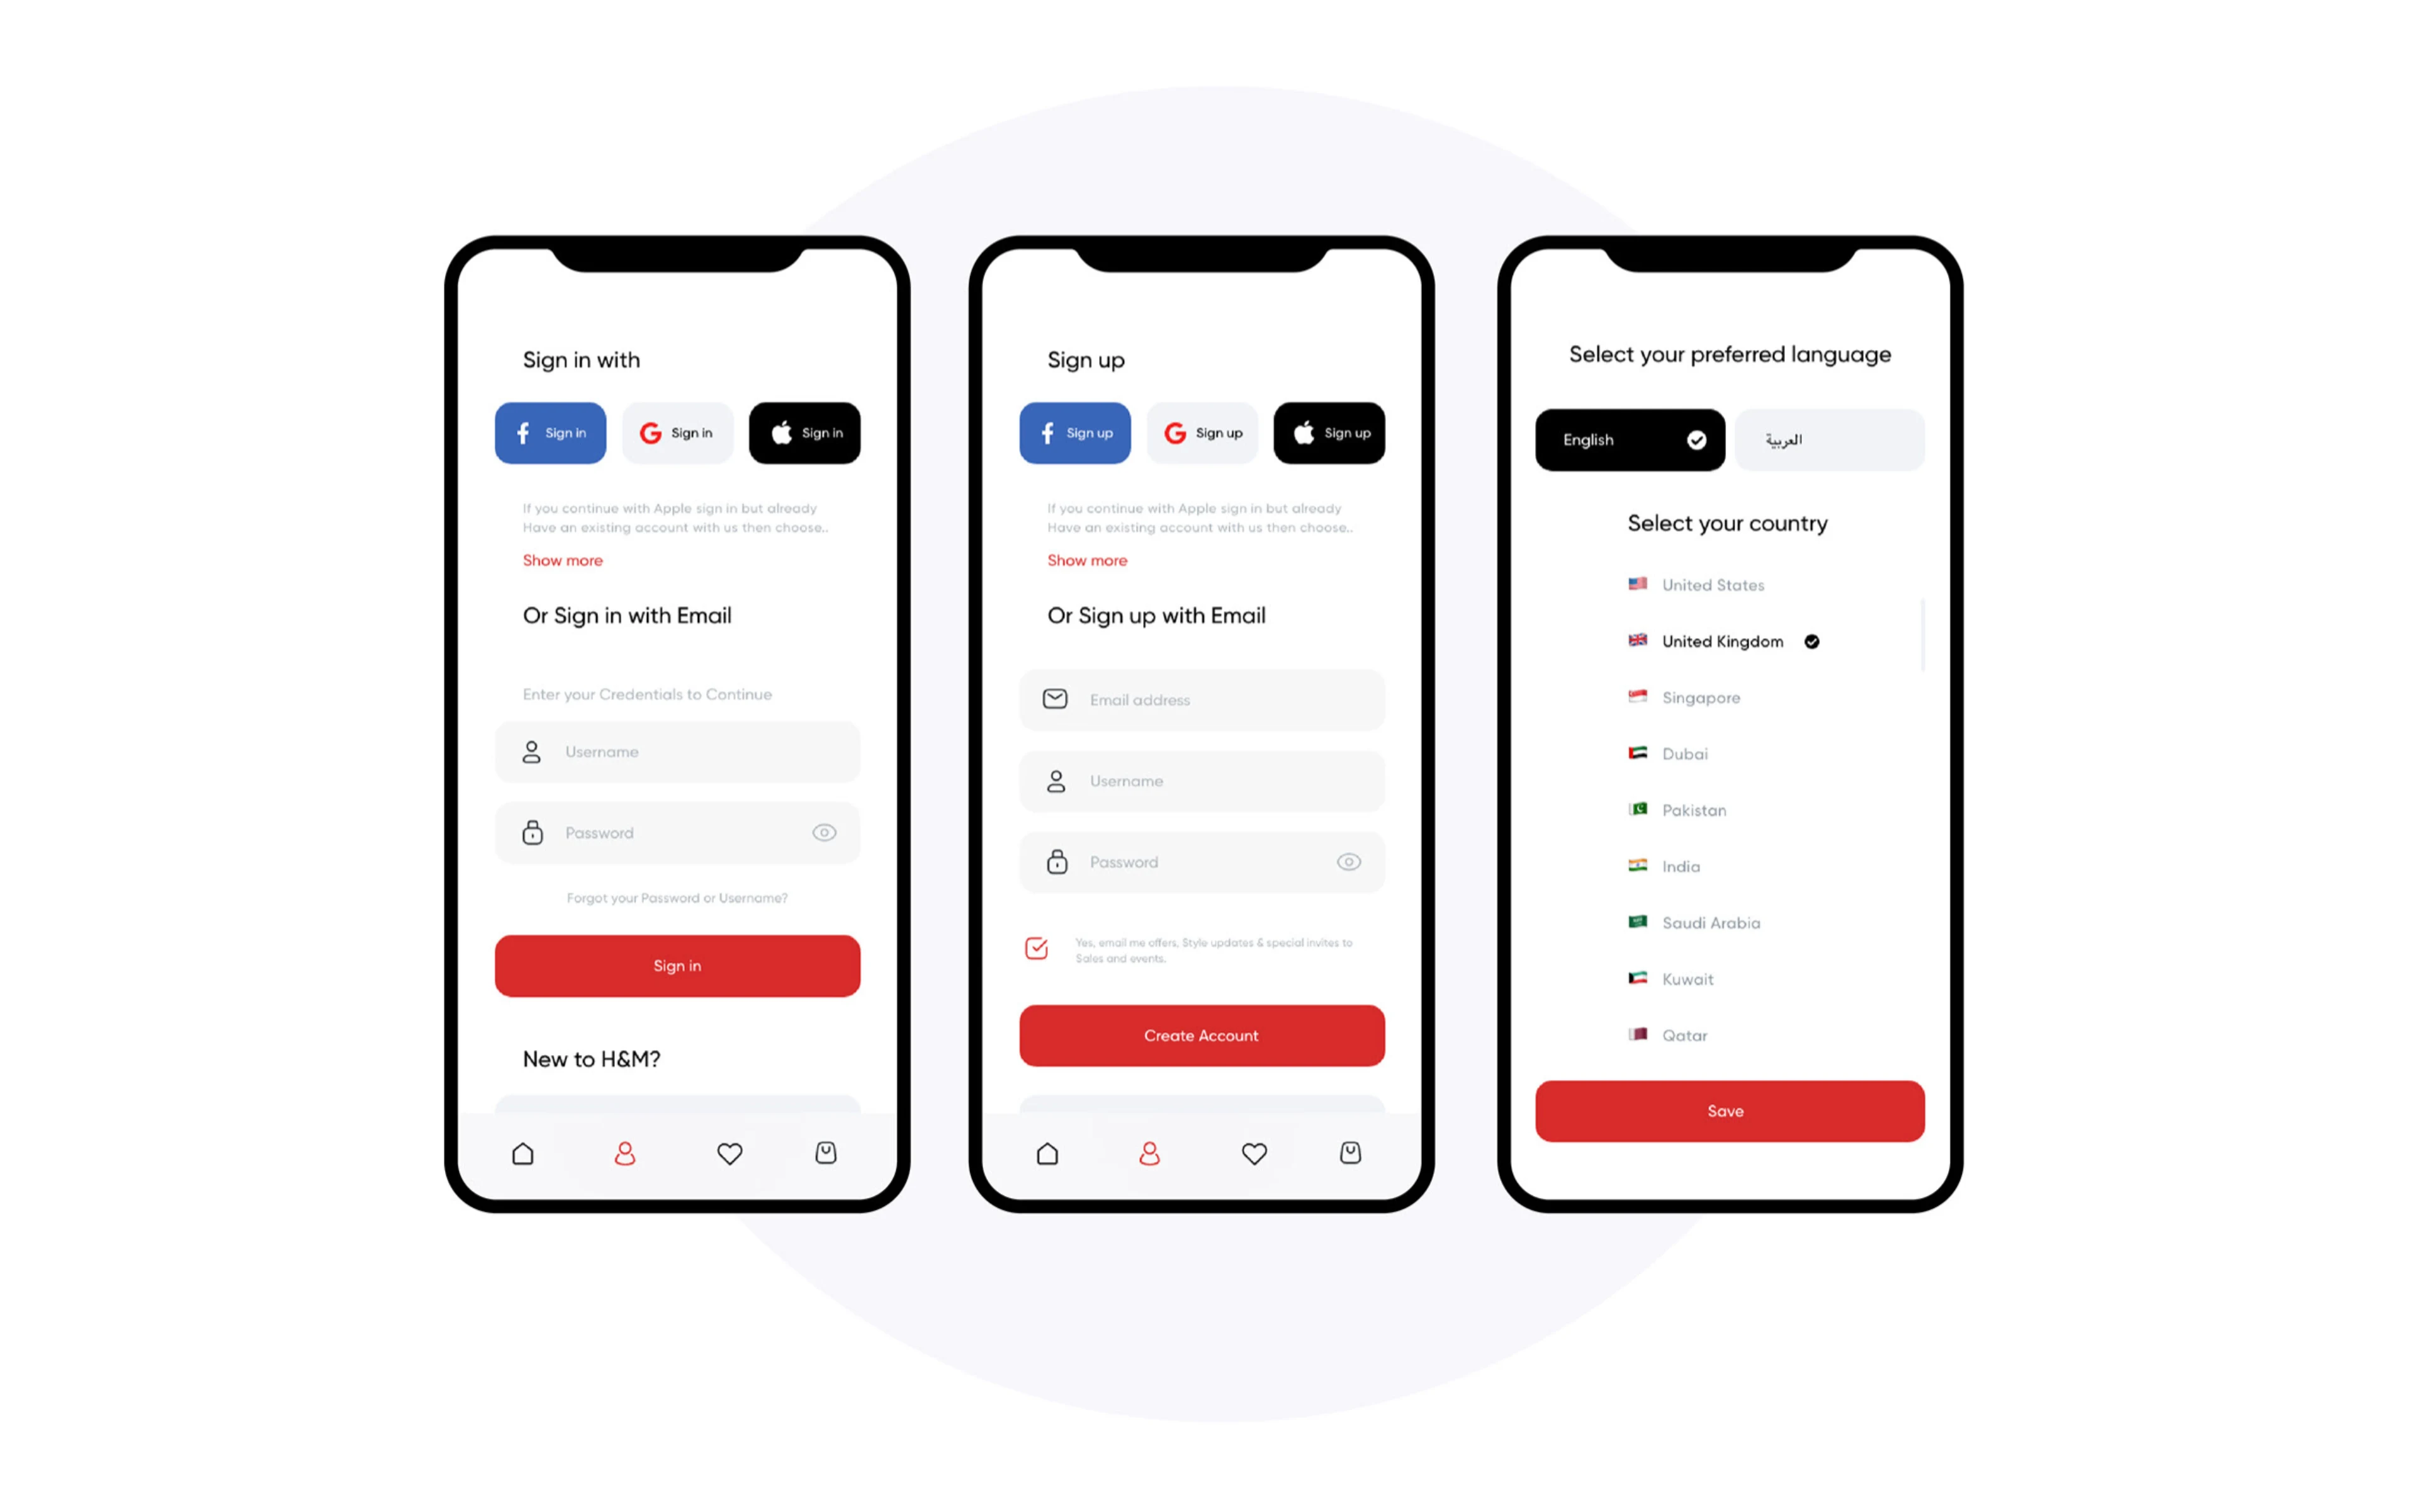 Sign in with
Sign in
Sign in
Sign in
If you continue with Apple sign in but already
Have an existing account with us then choose..
Show more
Or Sign in with Email
Enter your Credentials to Continue
Username
Password
Forgot your Password or Username?
Sign in
New to H&M?
Sign up
Sign up
Sign up
Sign up
If you continue with Apple sign in but already
Have an existing account with us then choose..
Show more
Or Sign up with Email
Email address
Username
Password
Yes, email me offers, Style updates & special invites to
Sales and events.
Create Account
Select your preferred language
English
العربية
Select your country
United States
United Kingdom
Singapore
Dubai
Pakistan
India
Saudi Arabia
Kuwait
Qatar
Save